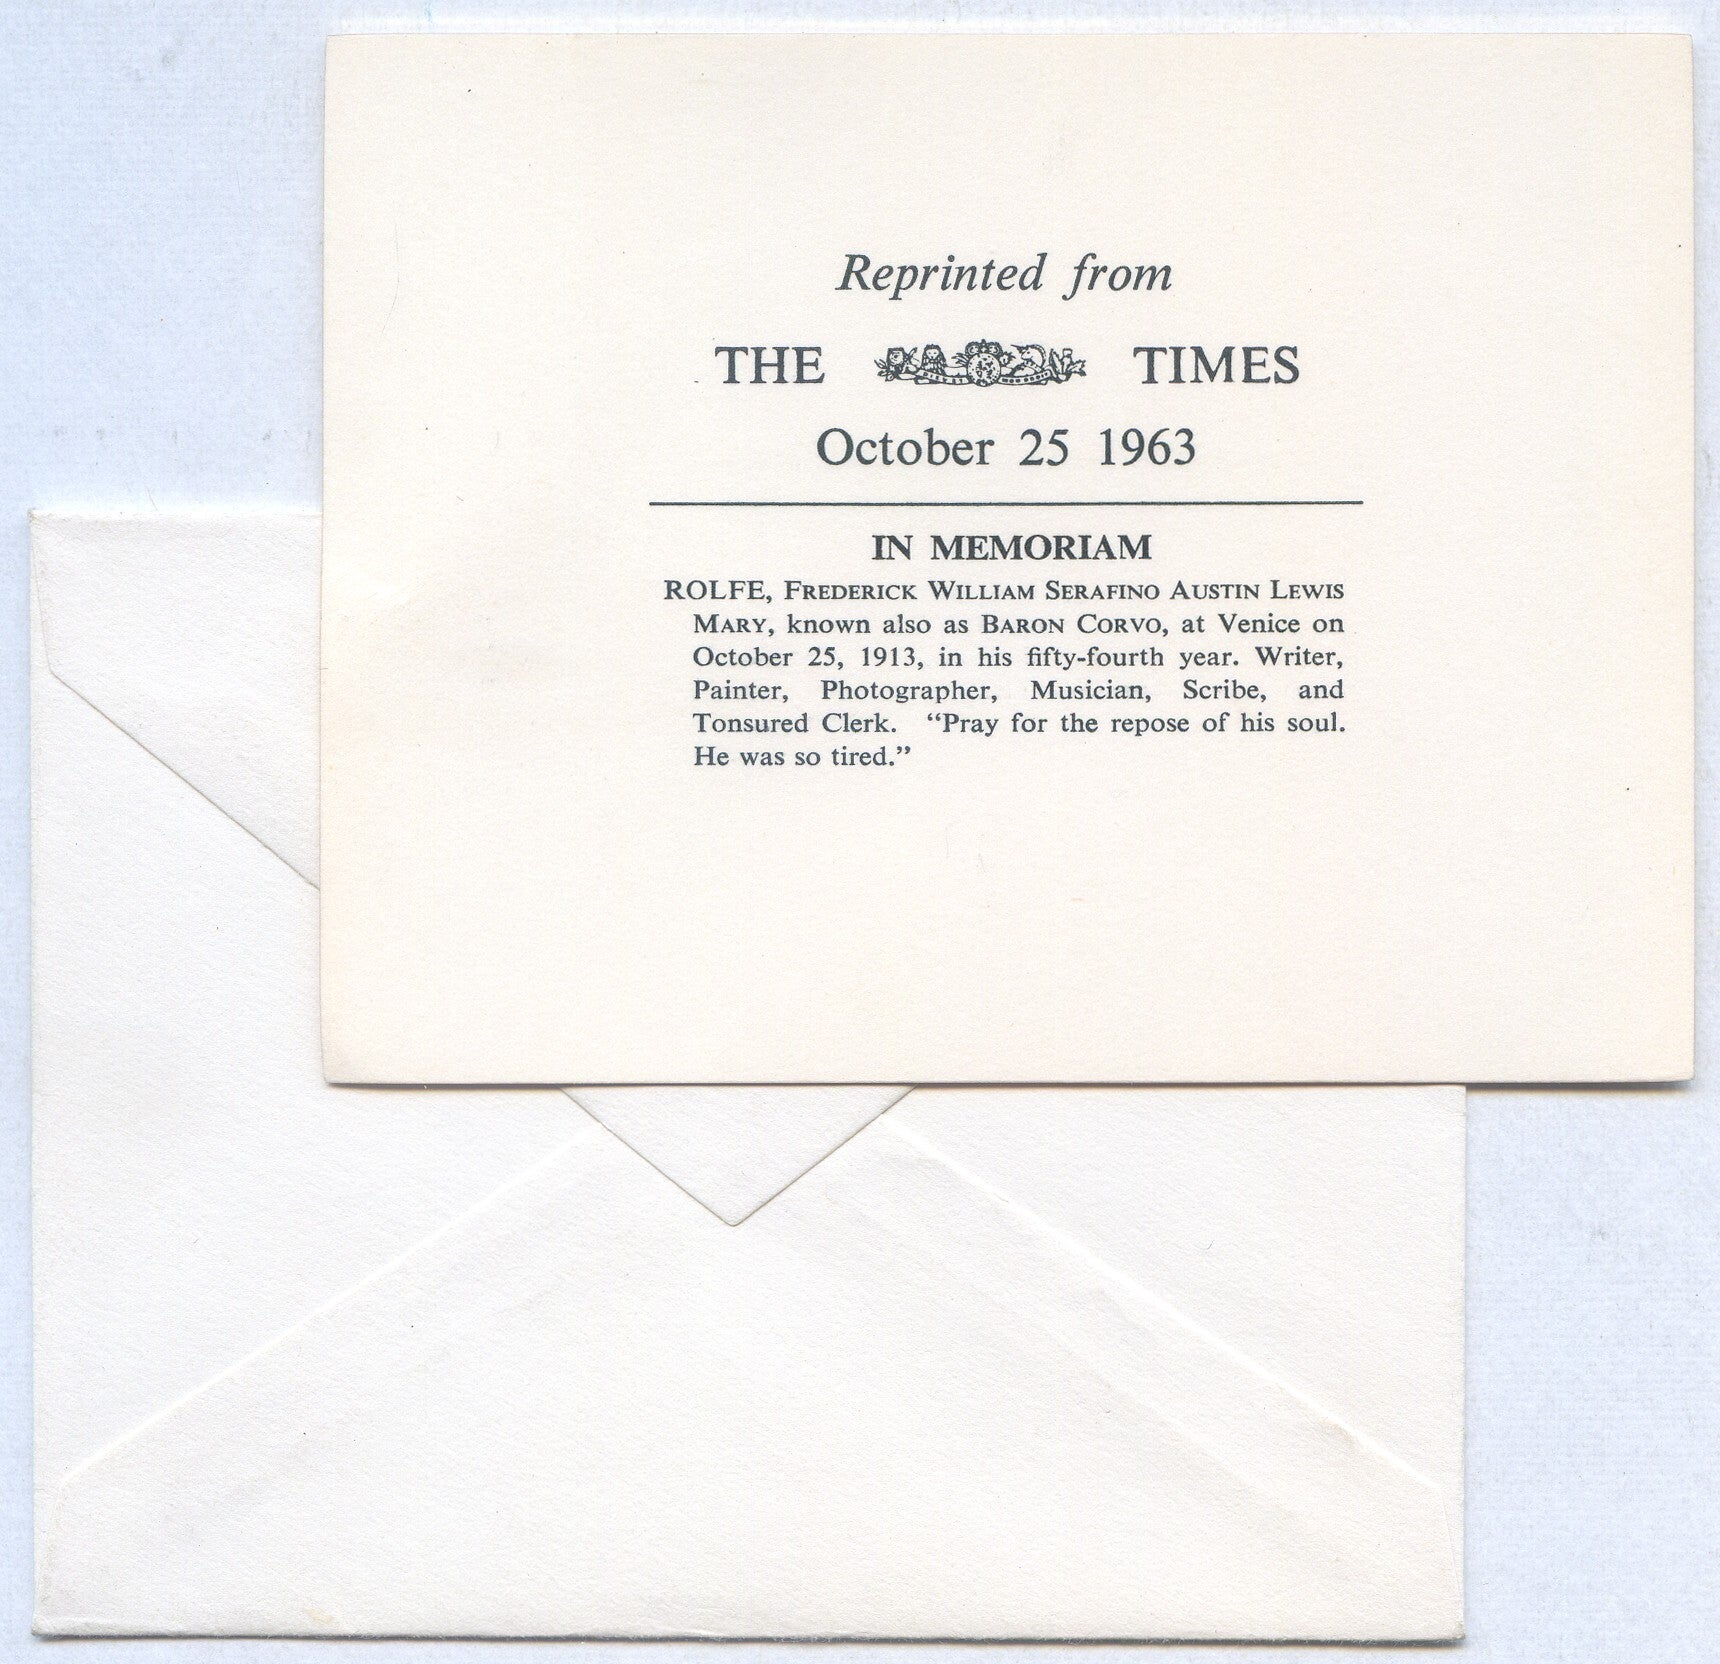 Reprinted from
THE TIMES
October 25 1963
IN MEMORIAM
ROLFE, FREDERICK WILLIAM SERAFINO AUSTIN LEWIS
MARY, known also as BARON CORVO, at Venice on
October 25, 1913, in his fifty-fourth year. Writer,
Painter, Photographer, Musician, Scribe, and
Tonsured Clerk. “Pray for the repose of his soul.
He was so tired.”